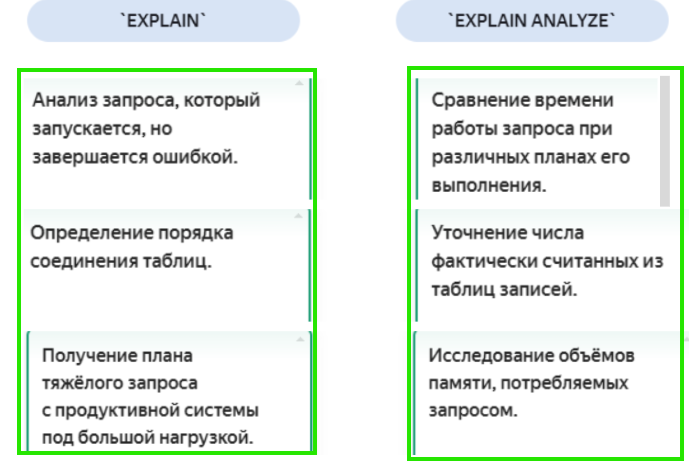 `EXPLAIN`
Анализ запроса, который
запускается, но
завершается ошибкой.
Определение порядка
соединения таблиц.
Получение плана
тяжёлого запроса
с продуктивной системы
под большой нагрузкой.
`EXPLAIN ANALYZE`
Сравнение времени
работы запроса при
различных планах его
выполнения.
Уточнение числа
фактически считанных из
таблиц записей.
Исследование объёмов
памяти, потребляемых
запросом.